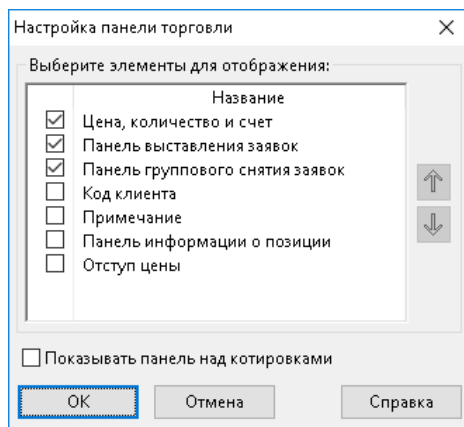 Настройка панели торговли
Выберите элементы для отображения:
Название
Цена, количество и счет
Панель выставления заявок
Панель группового снятия заявок
Код клиента
Примечание
Панель информации о позиции
Отступ цены
Показывать панель над котировками
OK Отмена Справка